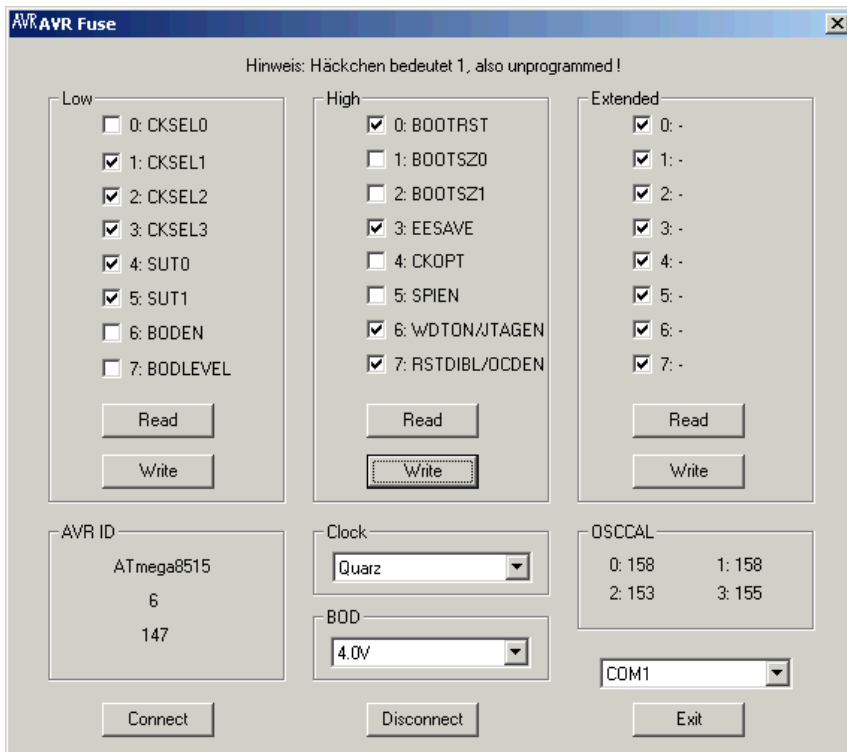 AVR AVR Fuse
Hinweis: Häckchen bedeutet 1, also unprogrammed !
Low
0: CKSEL0
1: CKSEL1
2: CKSEL2
3: CKSEL3
4: SUT0
5: SUT1
6: BODEN
7: BODLEVEL
Read
Write
High
0: BOOTRST
1: BOOTSZ0
2: BOOTSZ1
3: EESAVE
4: CKOPT
5: SPIEN
6: WDTON/JTAGEN
7: RSTDIBL/OCDEN
Read
Write
Extended
0: -
1: -
2: -
3: -
4: -
5: -
6: -
7: -
Read
Write
AVR ID
ATmega8515
6
147
Clock
Quarz
BOD
4.0V
OSCCAL
0: 158 1: 158
2: 153 3: 155
COM1
Connect
Disconnect
Exit